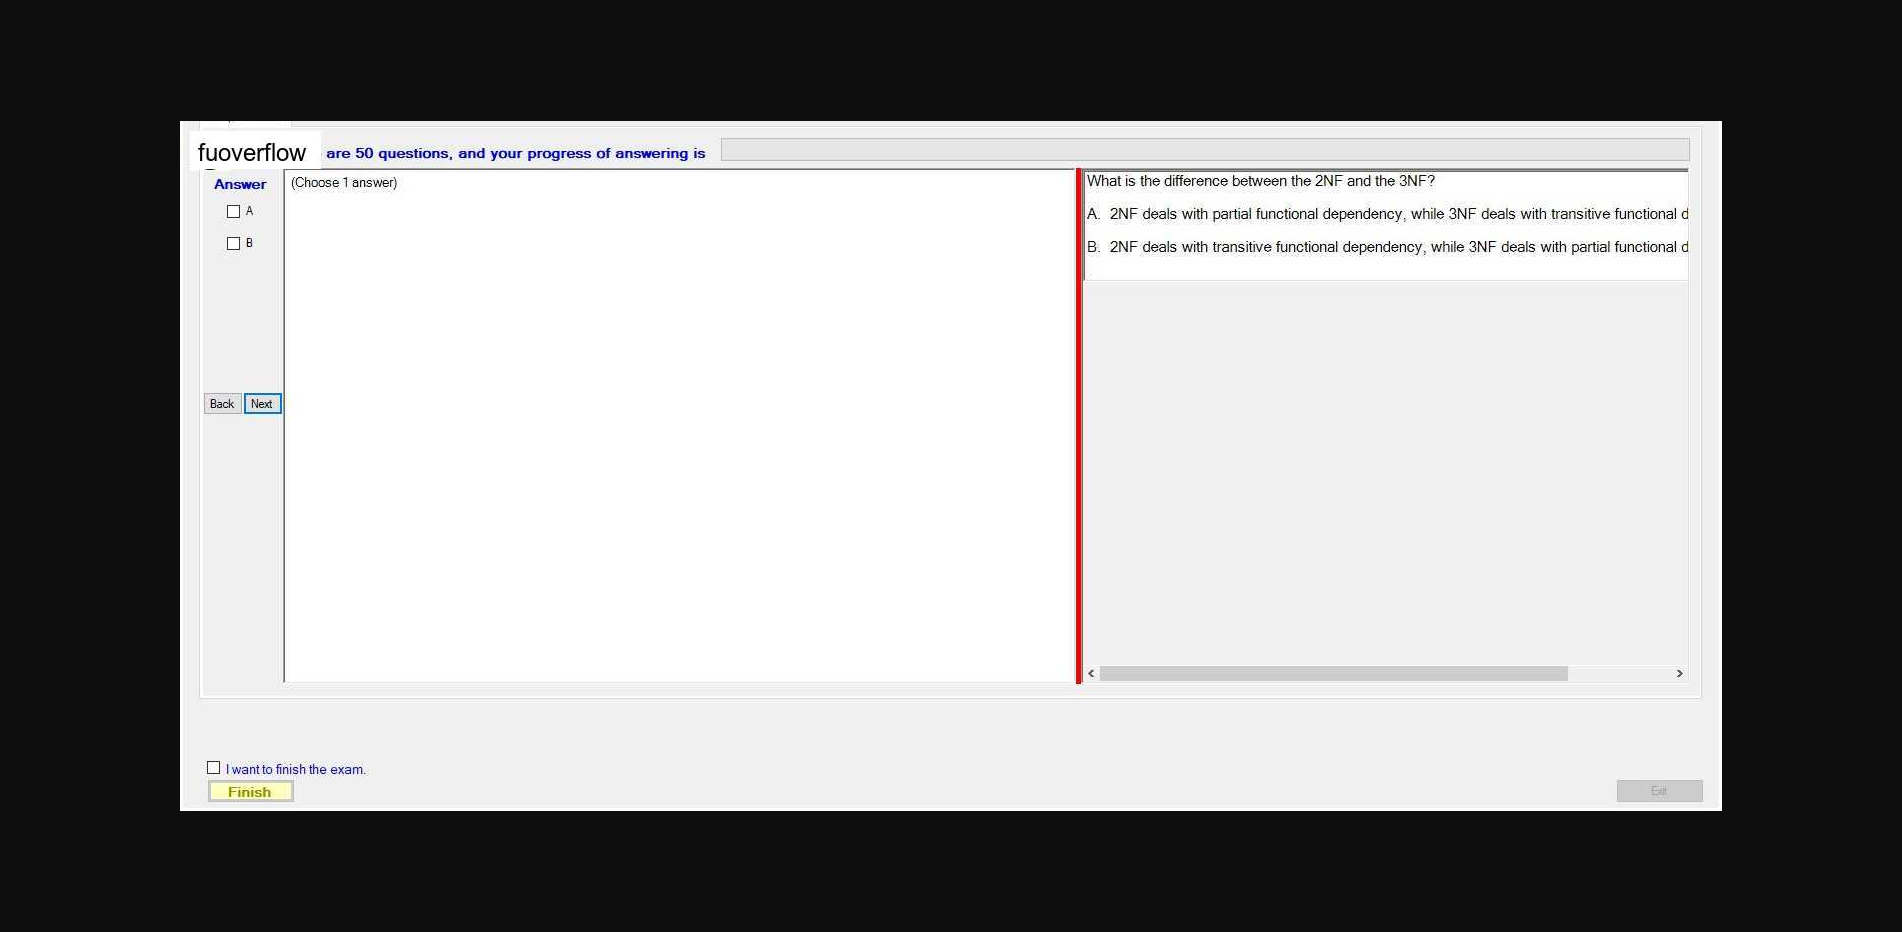 fuoverflow are 50 questions, and your progress of answering is
Answer
A
B
Back Next
(Choose 1 answer)
What is the difference between the 2NF and the 3NF?
A. 2NF deals with partial functional dependency, while 3NF deals with transitive functional d
B. 2NF deals with transitive functional dependency, while 3NF deals with partial functional d
I want to finish the exam.
Finish
Exit